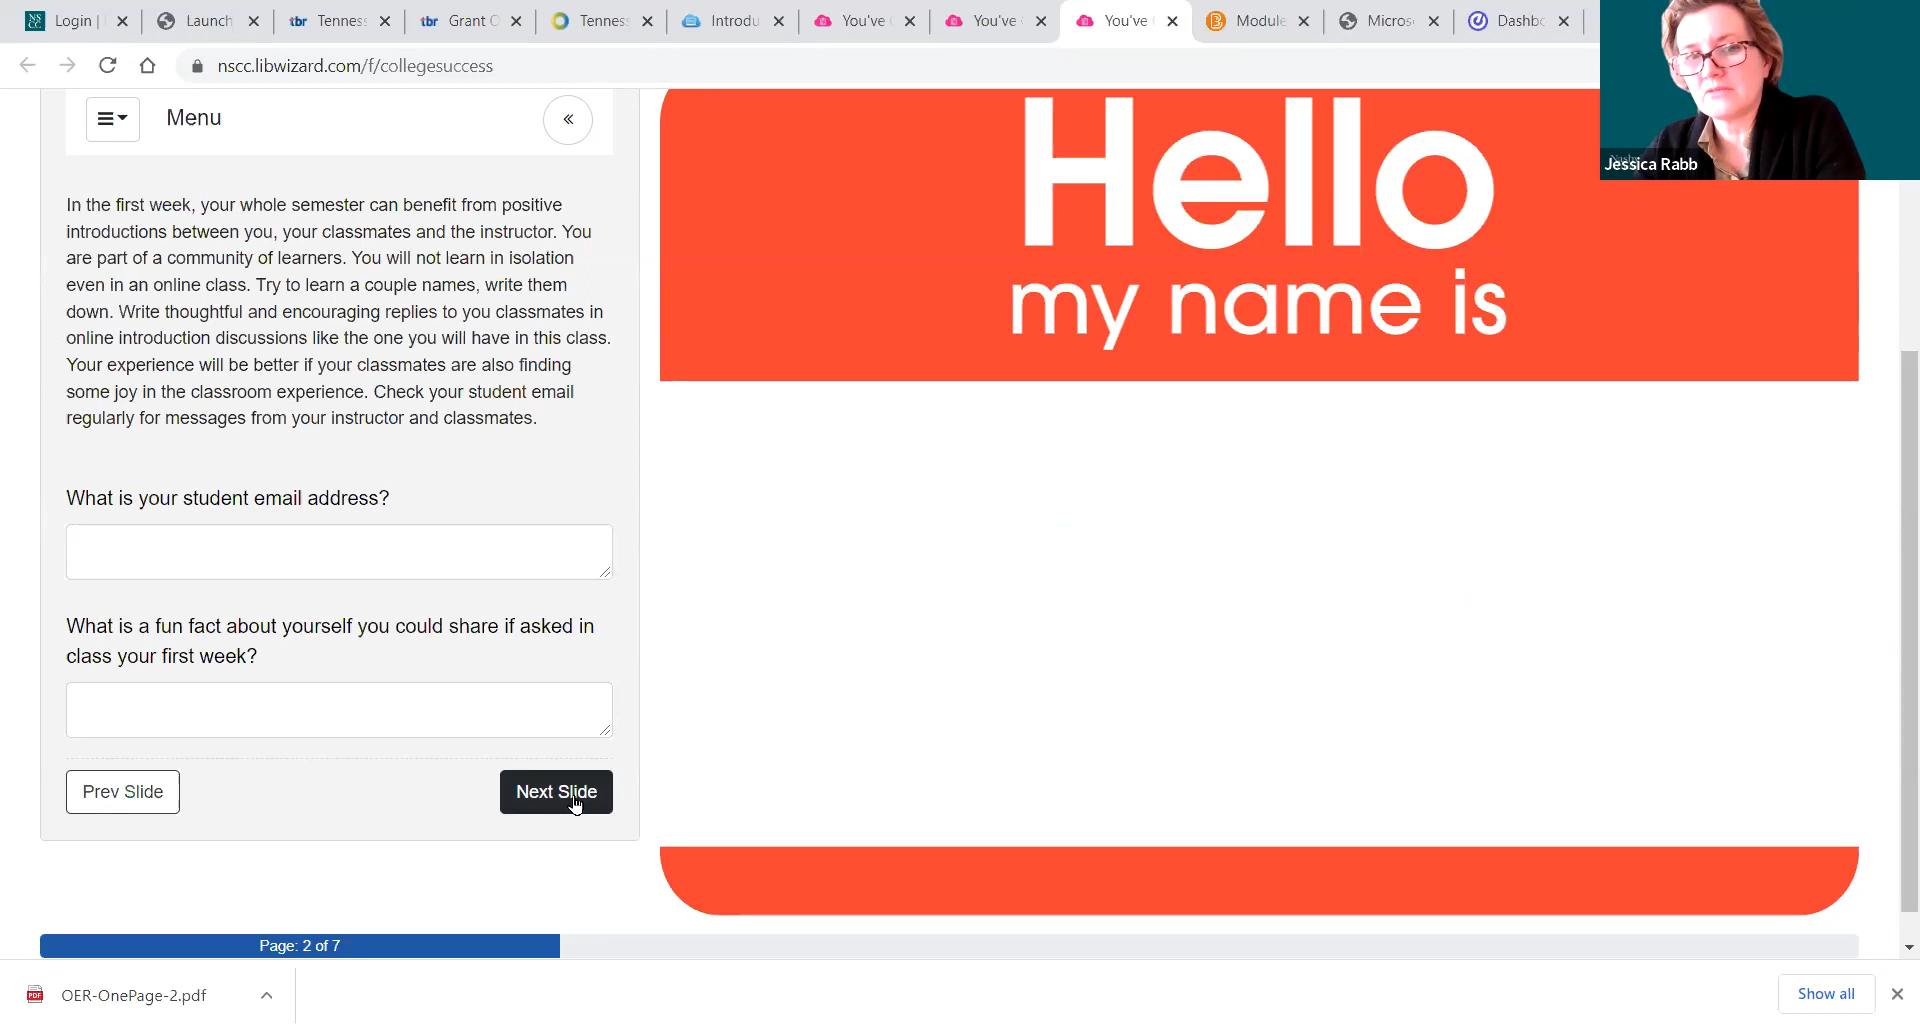 Login |
Launch
tbr Tennes
tbr Grant O
Tennes
Introdu
You've
You've
You've
Module
Micros
Dashbo
nscc.libwizard.com/f/collegesuccess
Jessica Rabb
Menu
In the first week, your whole semester can benefit from positive
introductions between you, your classmates and the instructor. You
are part of a community of learners. You will not learn in isolation
even in an online class. Try to learn a couple names, write them
down. Write thoughtful and encouraging replies to you classmates in
online introduction discussions like the one you will have in this class.
Your experience will be better if your classmates are also finding
some joy in the classroom experience. Check your student email
regularly for messages from your instructor and classmates.
What is your student email address?
What is a fun fact about yourself you could share if asked in
class your first week?
Prev Slide
Next Slide
Hello
my name is
Page: 2 of 7
PDF OER-OnePage-2.pdf
Show all